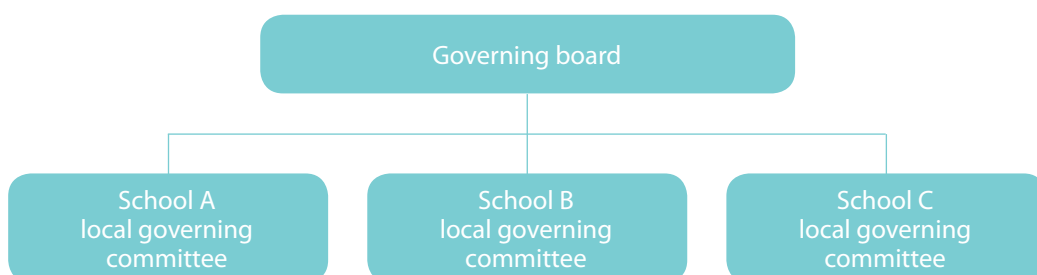 Governing board
School A
local governing
committee
School B
local governing
committee
School C
local governing
committee